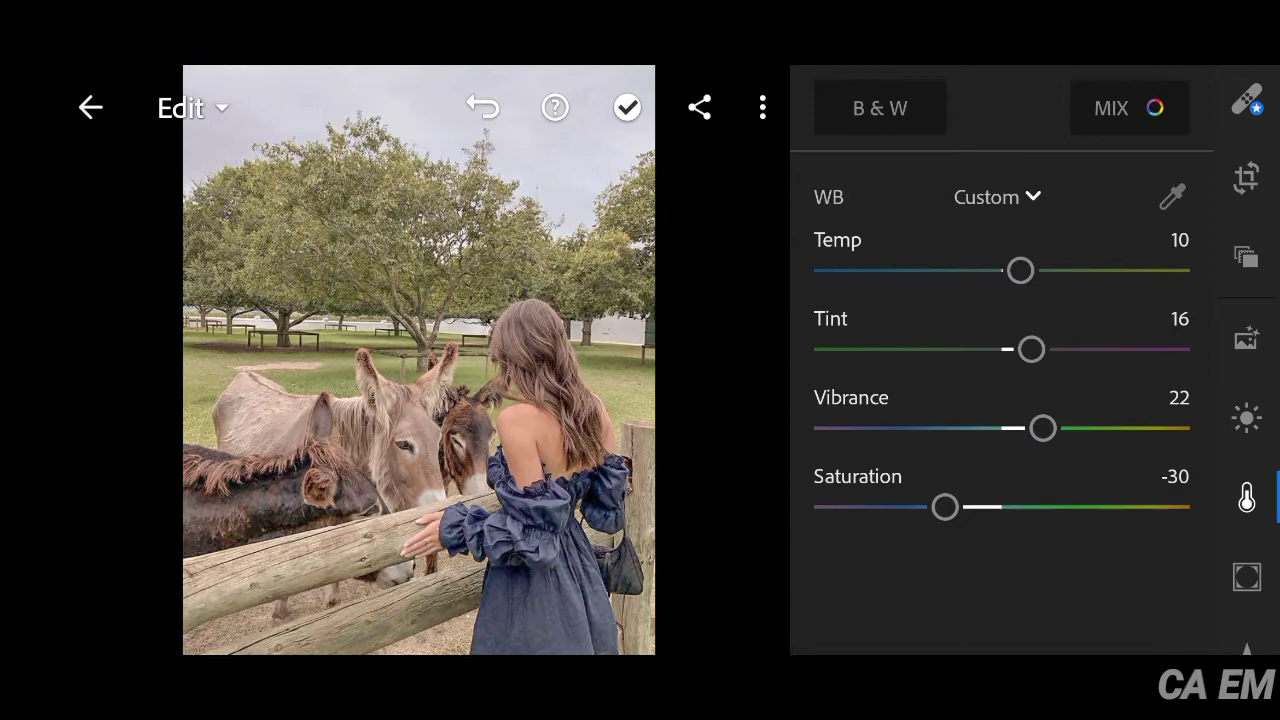 Edit
B & W
MIX
WB
Custom
Temp
10
Tint
16
Vibrance
22
Saturation
-30
CA EM